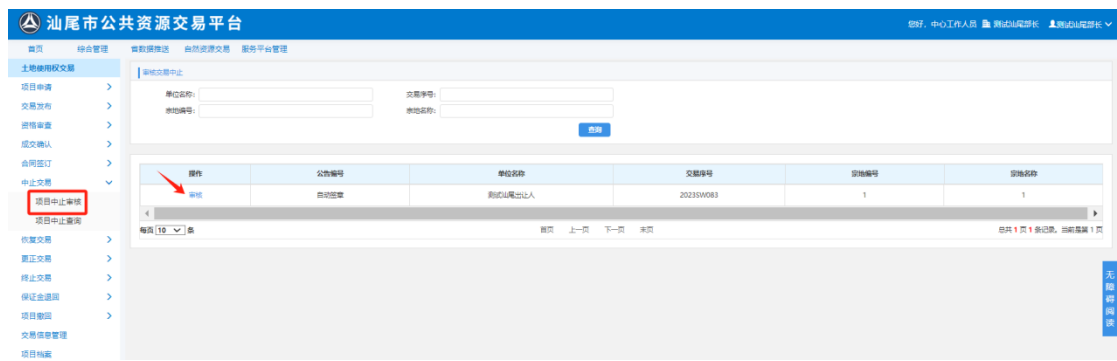 汕尾市公共资源交易平台
您好，中心工作人员 测试汕尾部长 测试汕尾部长
首页 综合管理 省数据推送 自然资源交易 服务平台管理
土地使用权交易
项目申请
交易发布
资格审查
成交确认
合同签订
中止交易
项目中止审核
项目中止查询
恢复交易
更正交易
终止交易
保证金退回
项目撤回
交易信息管理
项目档案
审核交易中止
单位名称： 交易序号：
宗地编号： 宗地名称：
查询
操作 公告编号 单位名称 交易序号 宗地编号 宗地名称
审核 自动签章 测试汕尾出让人 2023SW083 1 1
每页 10 条 首页 上一页 下一页 末页 总共 1 页 1 条记录，当前是第 1 页
无障碍阅读